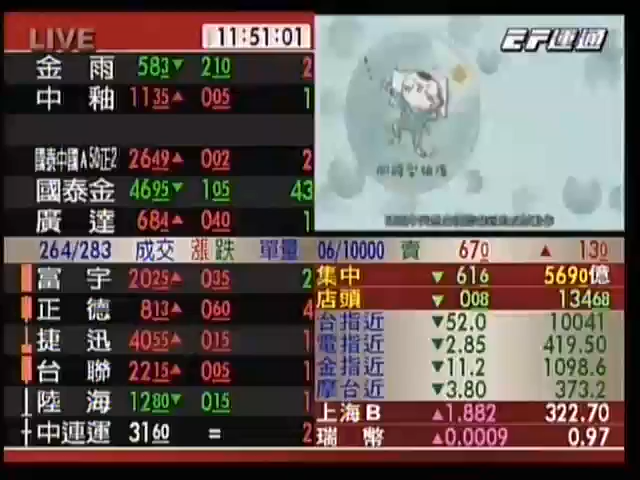 LIVE 11:51:01
金雨 583▼ 210 2
中釉 1135▲ 005 1
國泰中國A50正2 2649▲ 002 2
國泰金 4695▼ 105 43
廣達 684▲ 040 1
264/283 成交 漲跌 單量
富宇 2025▲ 035 2
正德 813▲ 060 4
捷迅 4055▲ 015 1
台聯 2215▲ 005 1
陸海 1280▼ 015 1
中連運 3160 = 2
EF運通
06/10000 賣 670 ▲ 130
集中 ▼ 616 5690億
店頭 ▼ 008 13468
台指近 ▼52.0 10041
電指近 ▼2.85 419.50
金指近 ▼11.2 1098.6
摩台近 ▼3.80 373.2
上海B ▲1.882 322.70
瑞幣 ▲0.0009 0.97